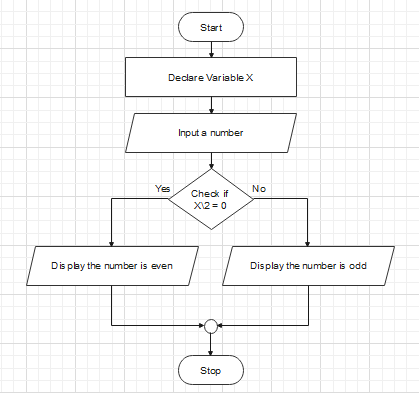 Start
Declare Variable X
Input a number
Yes
Check if
X\2 = 0
No
Display the number is even
Display the number is odd
Stop